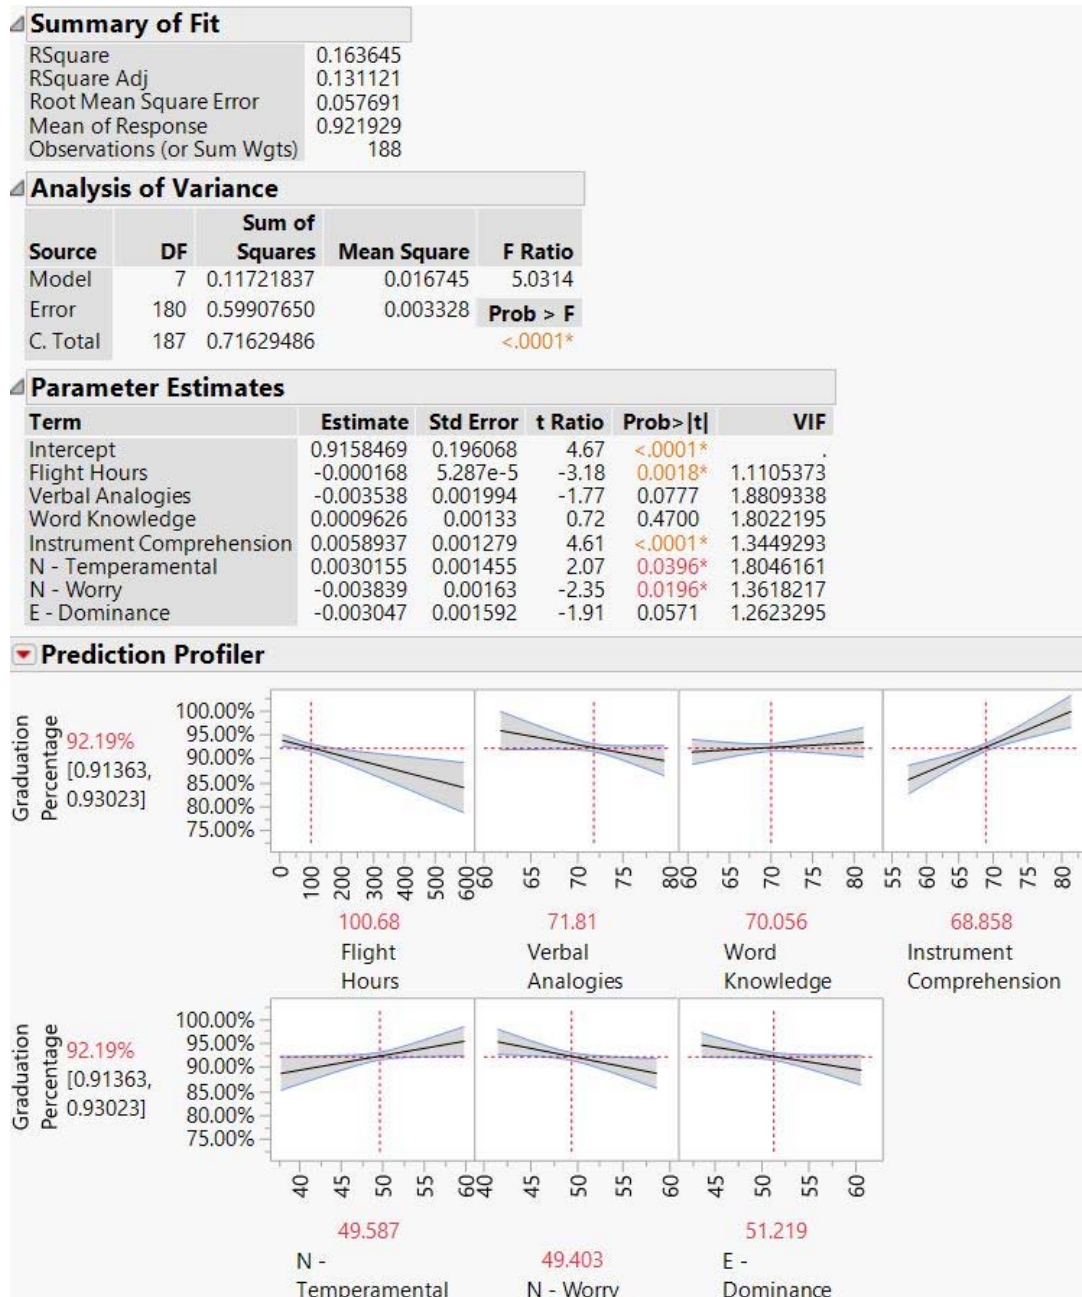 Summary of Fit
RSquare 0.163645
RSquare Adj 0.131121
Root Mean Square Error 0.057691
Mean of Response 0.921929
Observations (or Sum Wgts) 188
Analysis of Variance
Sum of
Source DF Squares Mean Square F Ratio
Model 7 0.11721837 0.016745 5.0314
Error 180 0.59907650 0.003328 Prob > F
C. Total 187 0.71629486 <.0001*
Parameter Estimates
Term Estimate Std Error t Ratio Prob>|t| VIF
Intercept 0.9158469 0.196068 4.67 <.0001* .
Flight Hours -0.000168 5.287e-5 -3.18 0.0018* 1.1105373
Verbal Analogies -0.003538 0.001994 -1.77 0.0777 1.8809338
Word Knowledge 0.0009626 0.00133 0.72 0.4700 1.8022195
Instrument Comprehension 0.0058937 0.001279 4.61 <.0001* 1.3449293
N - Temperamental 0.0030155 0.001455 2.07 0.0396* 1.8046161
N - Worry -0.003839 0.00163 -2.35 0.0196* 1.3618217
E - Dominance -0.003047 0.001592 -1.91 0.0571 1.2623295
Prediction Profiler
Graduation
Percentage
92.19%
[0.91363,
0.93023]
100.00%
95.00%
90.00%
85.00%
80.00%
75.00%
0 100 200 300 400 500 600 60 65 70 75 80 60 65 70 75 80 55 60 65 70 75 80
100.68 71.81 70.056 68.858
Flight Verbal Word Instrument
Hours Analogies Knowledge Comprehension
Graduation
Percentage
92.19%
[0.91363,
0.93023]
100.00%
95.00%
90.00%
85.00%
80.00%
75.00%
40 45 50 55 60 40 45 50 55 60 45 50 55 60
49.587 51.219
N - 49.403 E -
Temperamental N - Worry Dominance